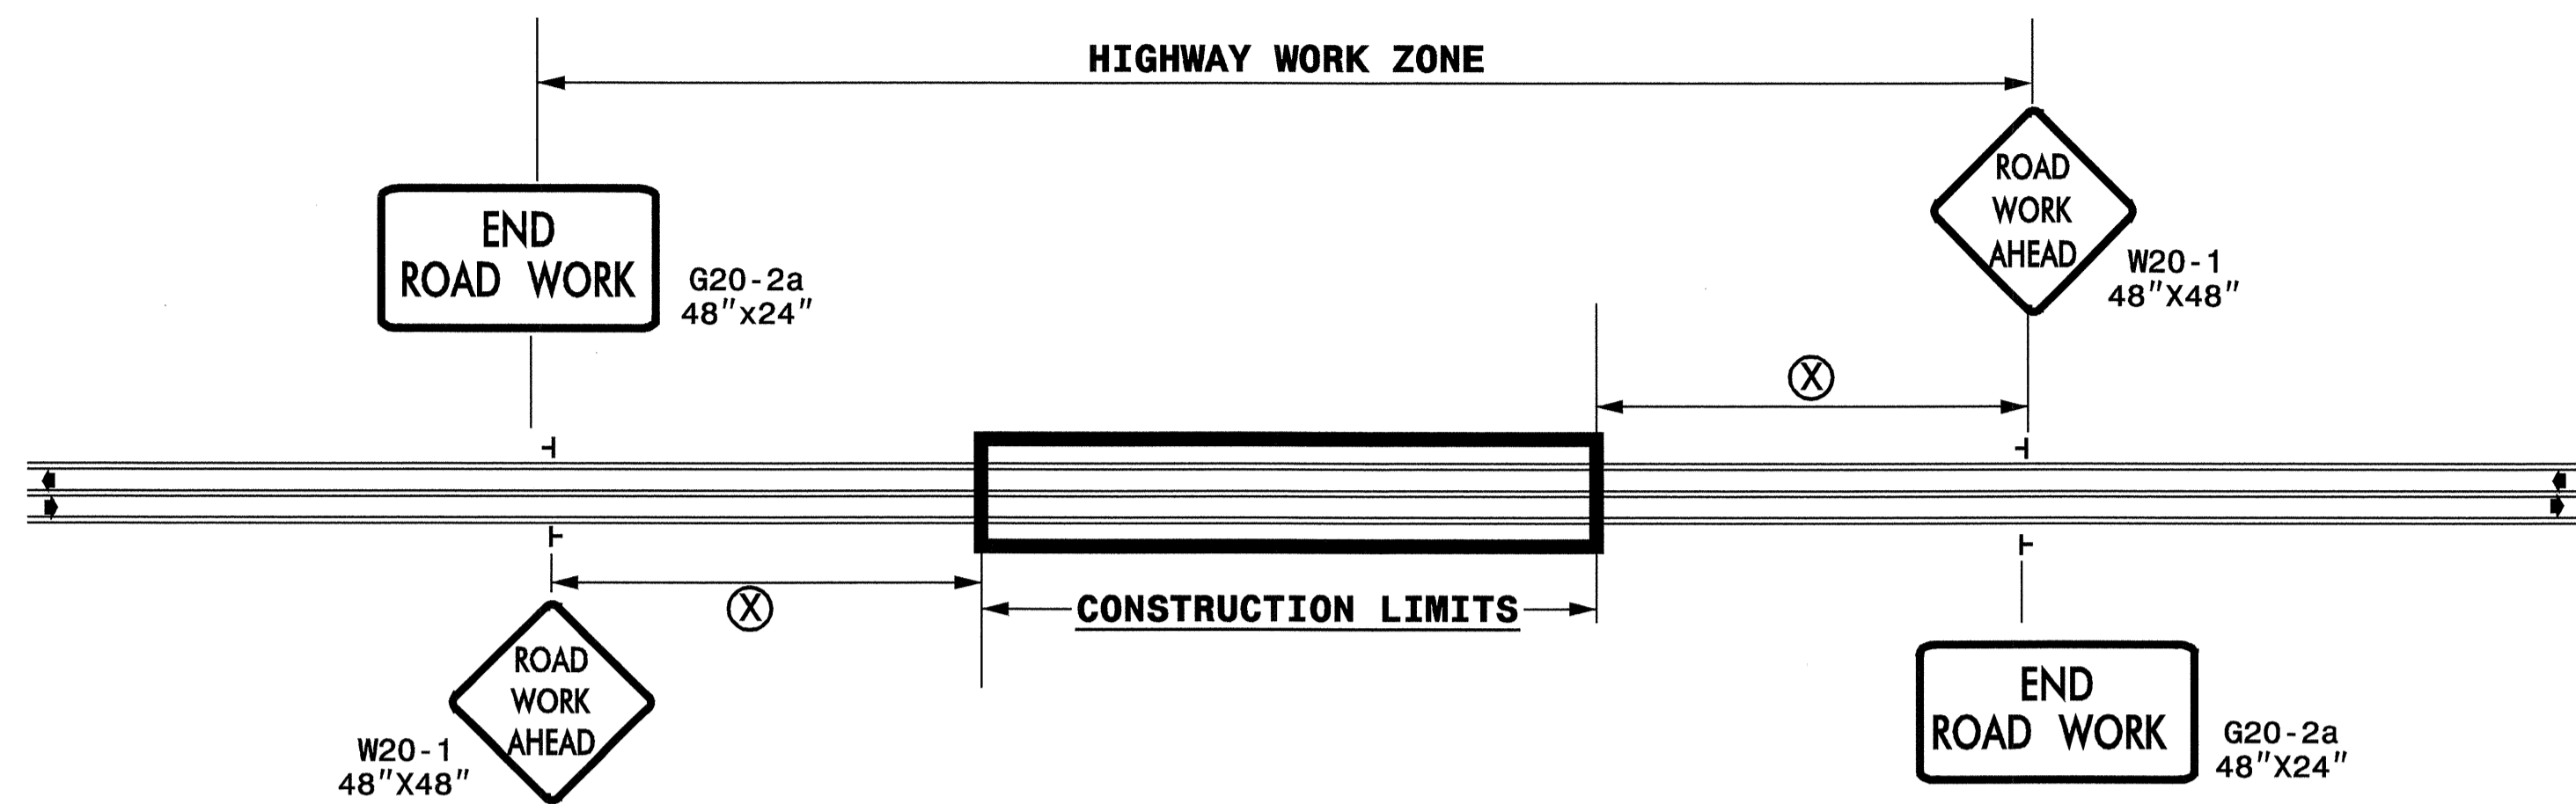 HIGHWAY WORK ZONE
ROAD
WORK
AHEAD
END
ROAD WORK
G20-2a
48"x24"
W20-1
48"X48"
X
X
CONSTRUCTION LIMITS
ROAD
WORK
AHEAD
W20-1
48"X48"
END
ROAD WORK
G20-2a
48"X24"